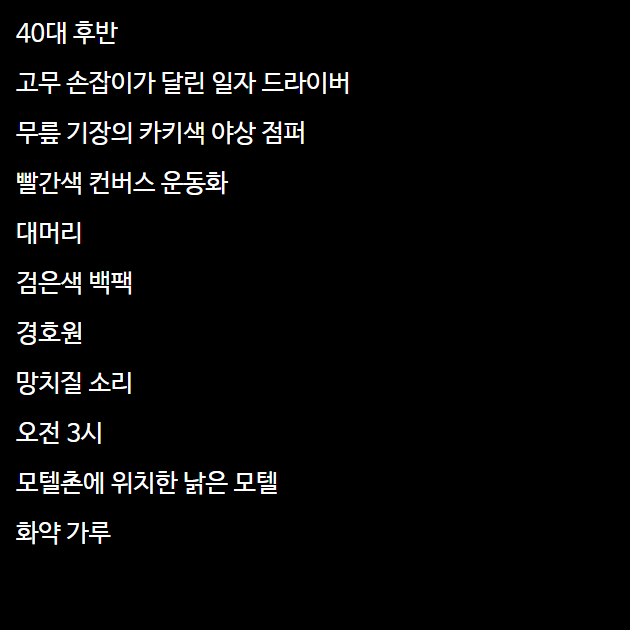 40대 후반
고무 손잡이가 달린 일자 드라이버
무릎 기장의 카키색 야상 점퍼
빨간색 컨버스 운동화
대머리
검은색 백팩
경호원
망치질 소리
오전 3시
모텔촌에 위치한 낡은 모텔
화약 가루